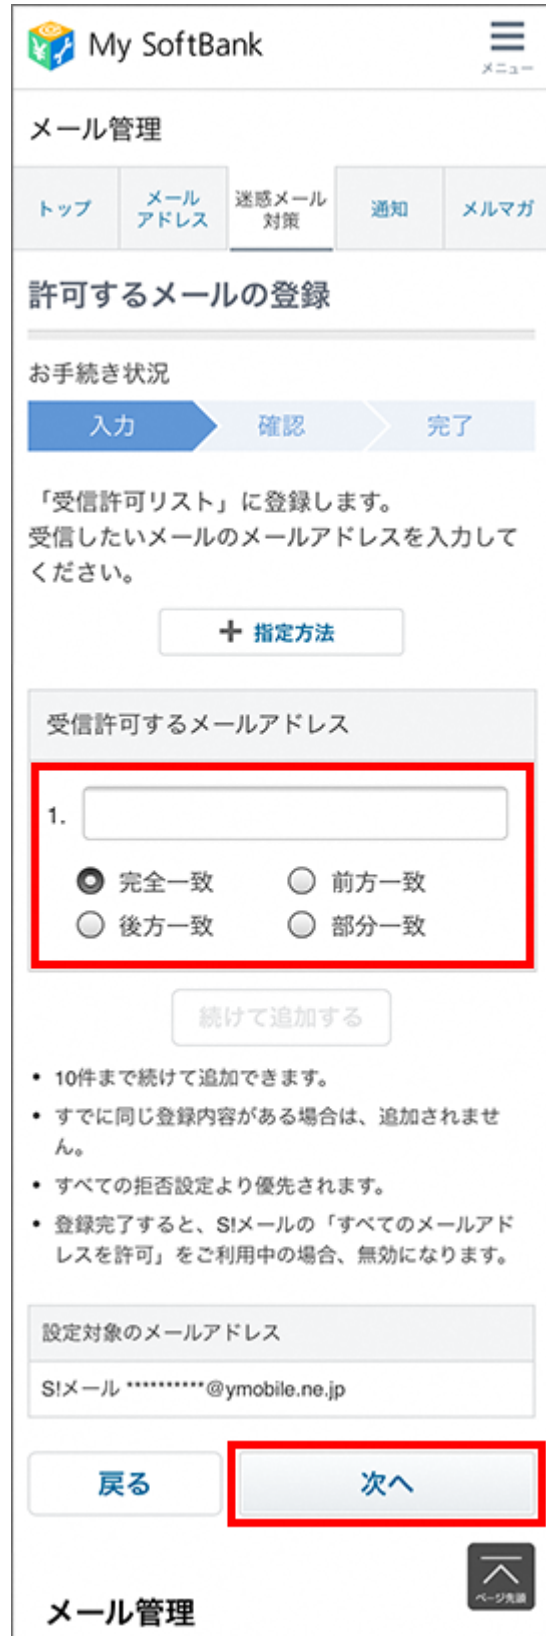 My SoftBank
メニュー
メール管理
トップ
メール
アドレス
迷惑メール
対策
通知
メルマガ
許可するメールの登録
お手続き状況
入力
確認
完了
「受信許可リスト」に登録します。
受信したいメールのメールアドレスを入力して
ください。
+ 指定方法
受信許可するメールアドレス
1.
完全一致
前方一致
後方一致
部分一致
続けて追加する
• 10件まで続けて追加できます。
• すでに同じ登録内容がある場合は、追加されませ
ん。
• すべての拒否設定より優先されます。
• 登録完了すると、S!メールの「すべてのメールアド
レスを許可」をご利用中の場合、無効になります。
設定対象のメールアドレス
S!メール **********@ymobile.ne.jp
戻る
次へ
ページ先頭
メール管理